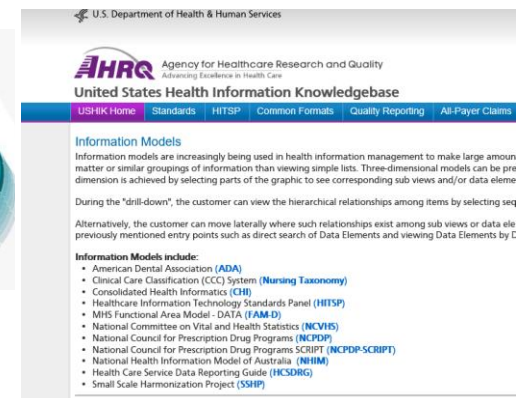 U.S. Department of Health & Human Services
AHRQ
Agency for Healthcare Research and Quality
Advancing Excellence in Health Care
United States Health Information Knowledgebase
USHIK Home Standards HITSP Common Formats Quality Reporting All-Payer Claims
Information Models
Information models are increasingly being used in health information management to make large amoun
matter or similar groupings of information than viewing simple lists. Three-dimensional models can be pre
dimension is achieved by selecting parts of the graphic to see corresponding sub views and/or data eleme
During the "drill-down", the customer can view the hierarchical relationships among items by selecting seq
Alternatively, the customer can move laterally where such relationships exist among sub views or data ele
previously mentioned entry points such as direct search of Data Elements and viewing Data Elements by D
Information Models include:
• American Dental Association (ADA)
• Clinical Care Classification (CCC) System (Nursing Taxonomy)
• Consolidated Health Informatics (CHI)
• Healthcare Information Technology Standards Panel (HITSP)
• MHS Functional Area Model - DATA (FAM-D)
• National Committee on Vital and Health Statistics (NCVHS)
• National Council for Prescription Drug Programs (NCPDP)
• National Council for Prescription Drug Programs SCRIPT (NCPDP-SCRIPT)
• National Health Information Model of Australia (NHIM)
• Health Care Service Data Reporting Guide (HCSDRG)
• Small Scale Harmonization Project (SSHP)